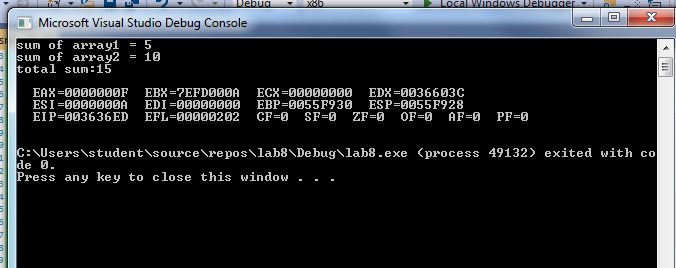 Debug x86 Local Windows Debugger
Microsoft Visual Studio Debug Console
sum of array1 = 5
sum of array2 = 10
total sum:15
EAX=0000000F EBX=7EFD000A ECX=00000000 EDX=0036603C
ESI=0000000A EDI=00000000 EBP=0055F930 ESP=0055F928
EIP=003636ED EFL=00000202 CF=0 SF=0 ZF=0 OF=0 AF=0 PF=0
C:\Users\student\source\repos\lab8\Debug\lab8.exe (process 49132) exited with co
de 0.
Press any key to close this window . . .